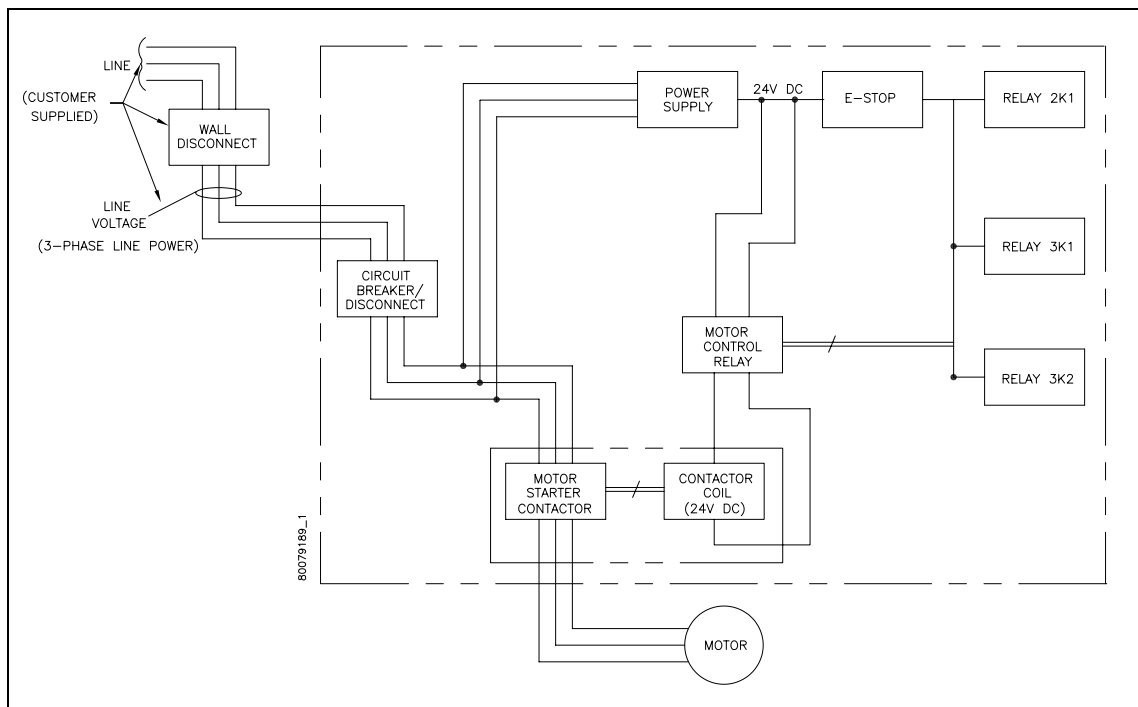 LINE
(CUSTOMER
SUPPLIED)
WALL
DISCONNECT
LINE
VOLTAGE
(3-PHASE LINE POWER)
CIRCUIT
BREAKER/
DISCONNECT
POWER
SUPPLY
24V DC
E-STOP
RELAY 2K1
RELAY 3K1
RELAY 3K2
MOTOR
CONTROL
RELAY
MOTOR
STARTER
CONTACTOR
CONTACTOR
COIL
(24V DC)
80079189_1
MOTOR